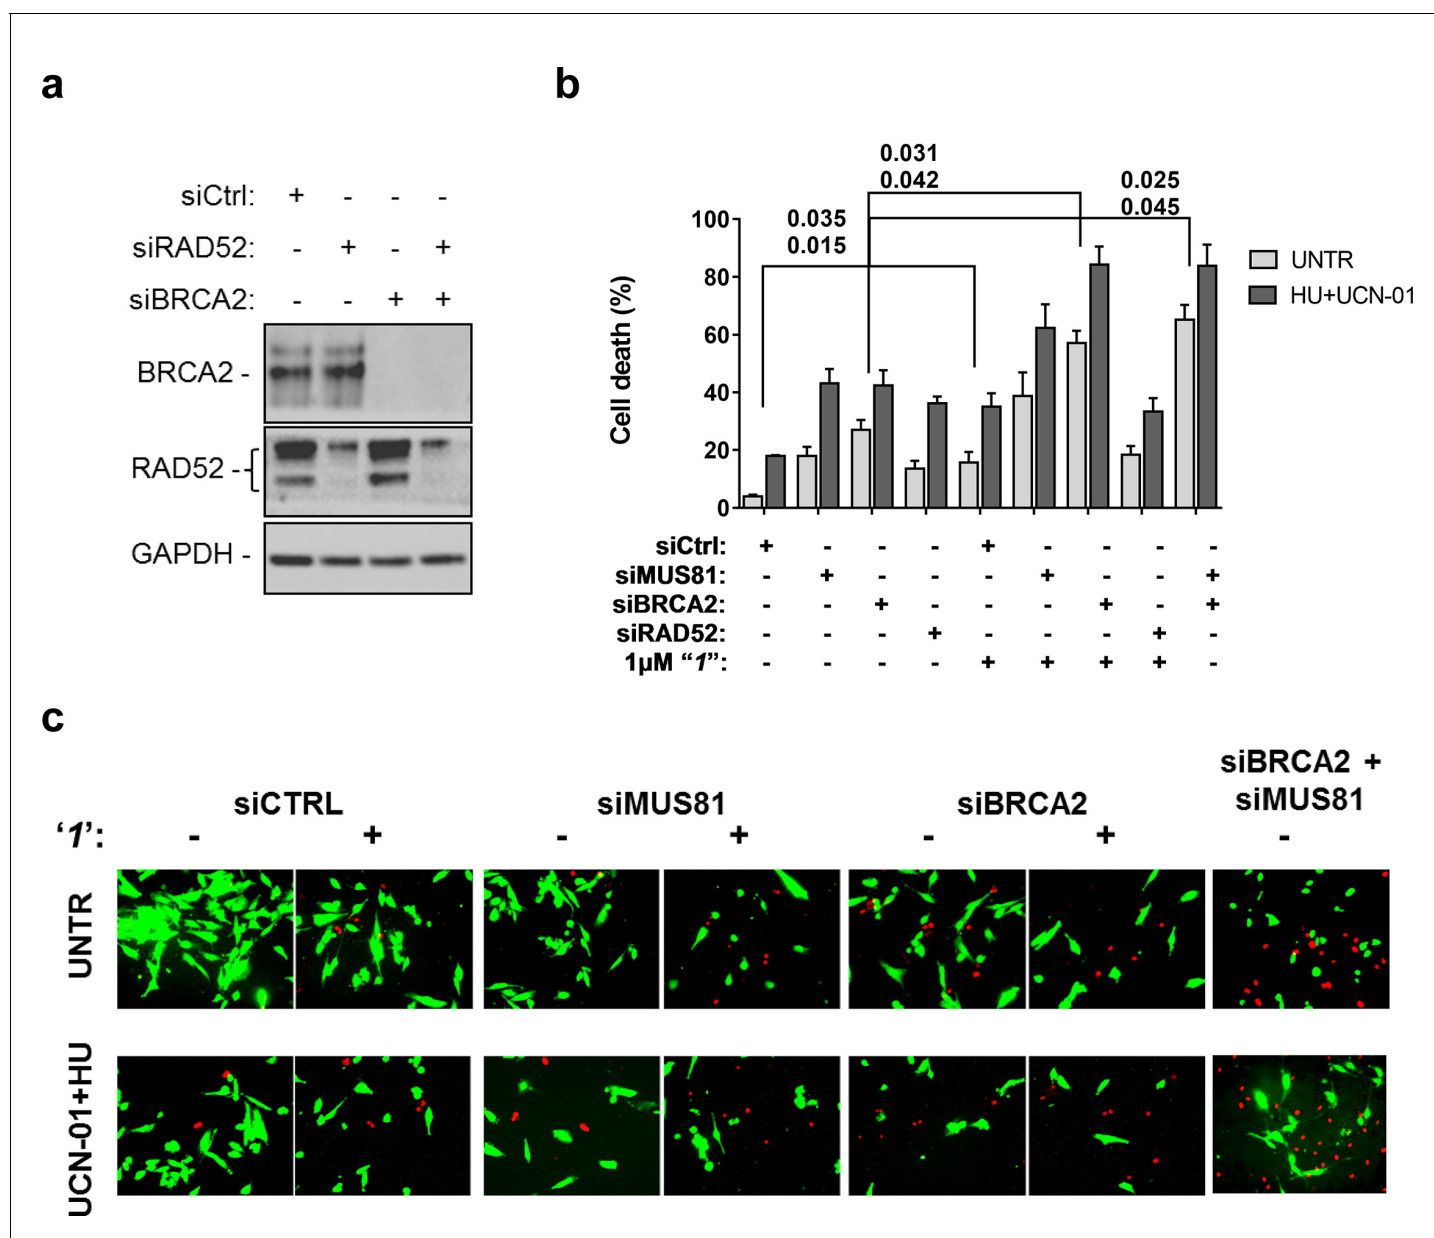 a
siCtrl: + - - -
siRAD52: - + - +
siBRCA2: - - + +
BRCA2 -
RAD52 -
GAPDH -
b
0.031
0.042
0.025
0.045
0.035
0.015
Cell death (%)
100
80
60
40
20
0
UNTR
HU+UCN-01
siCtrl: + - - - + - - - -
siMUS81: - + - - - + - - +
siBRCA2: - - + - - - + - +
siRAD52: - - - + - - - + -
1µM “1”: - - - - + + + + -
c
siCTRL siMUS81 siBRCA2 siBRCA2 +
siMUS81
‘1’: - + - + - + -
UNTR
UCN-01+HU